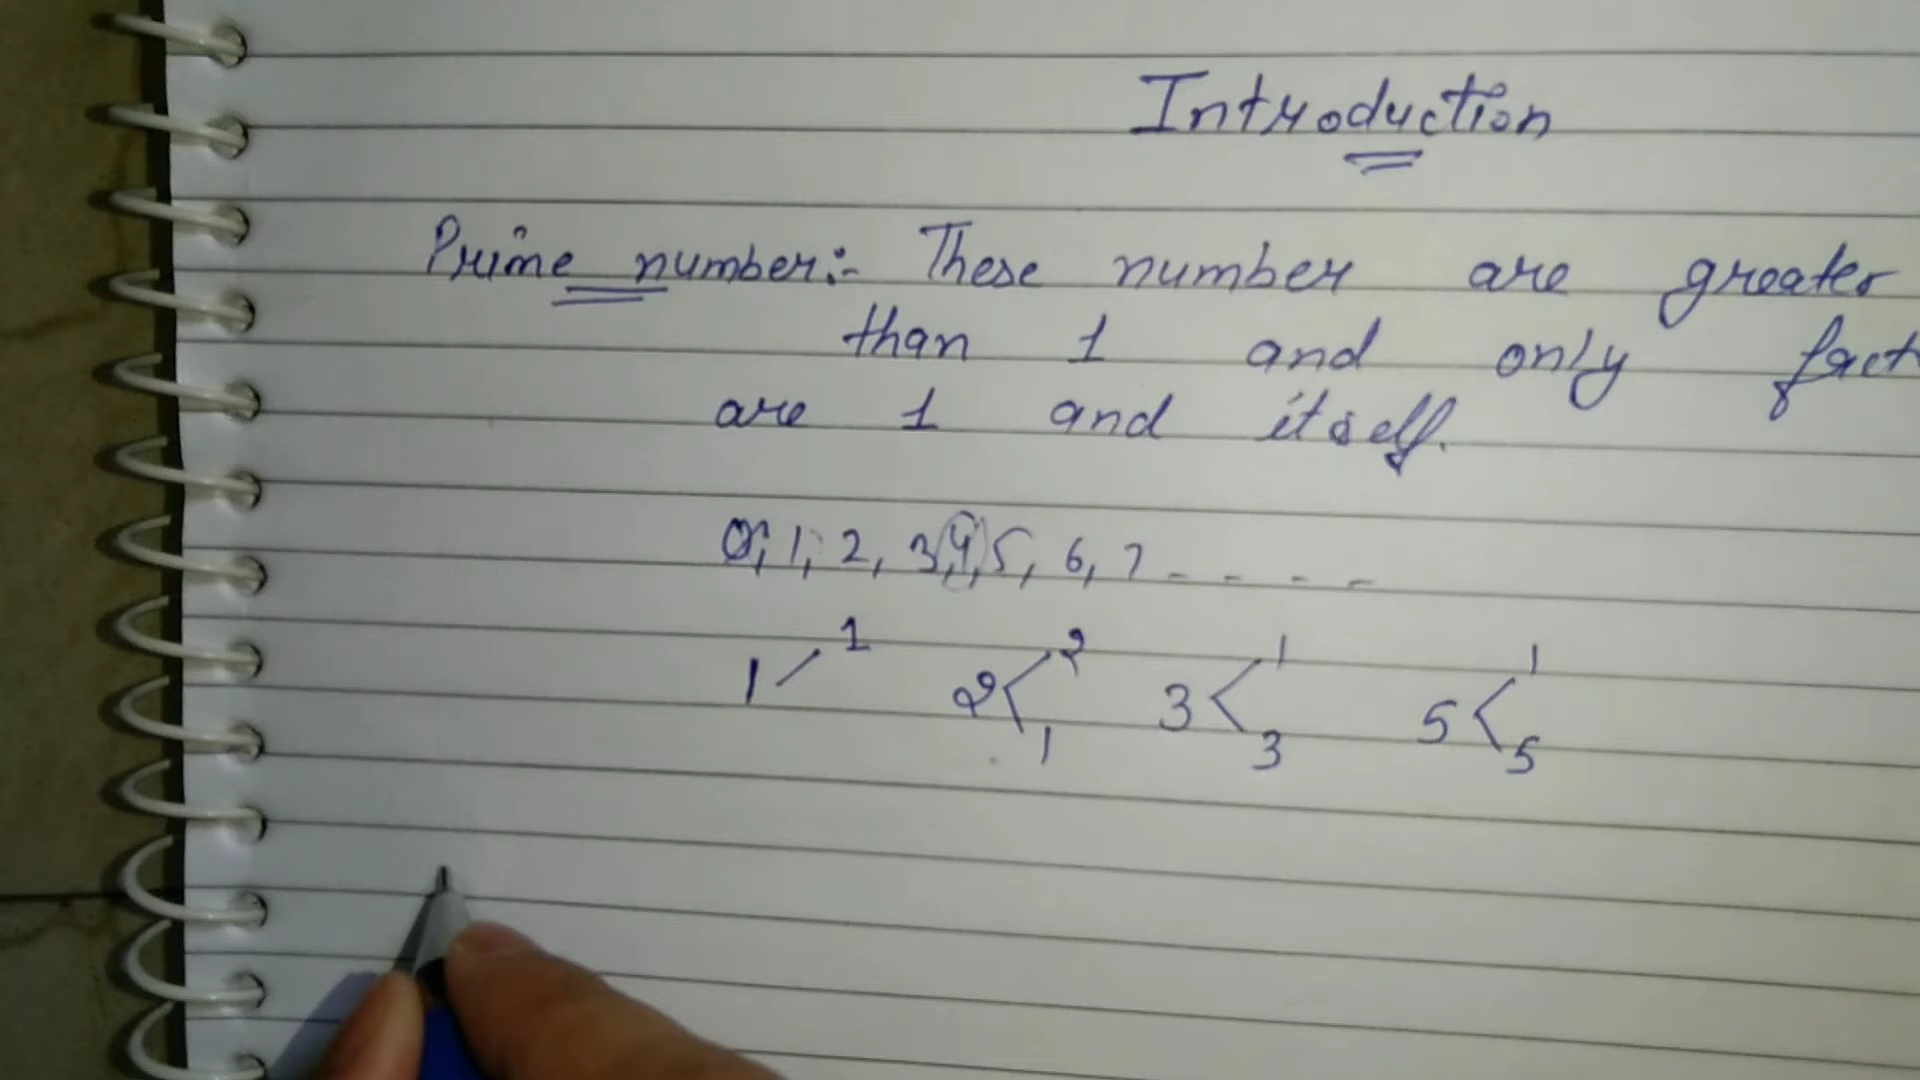 Introduction
Prime number:- These number are greater
than 1 and only fact
are 1 and itself.
0, 1, 2, 3, 4, 5, 6, 7 - - - -
1 2 1 1
1 2 3 5
1 3 5